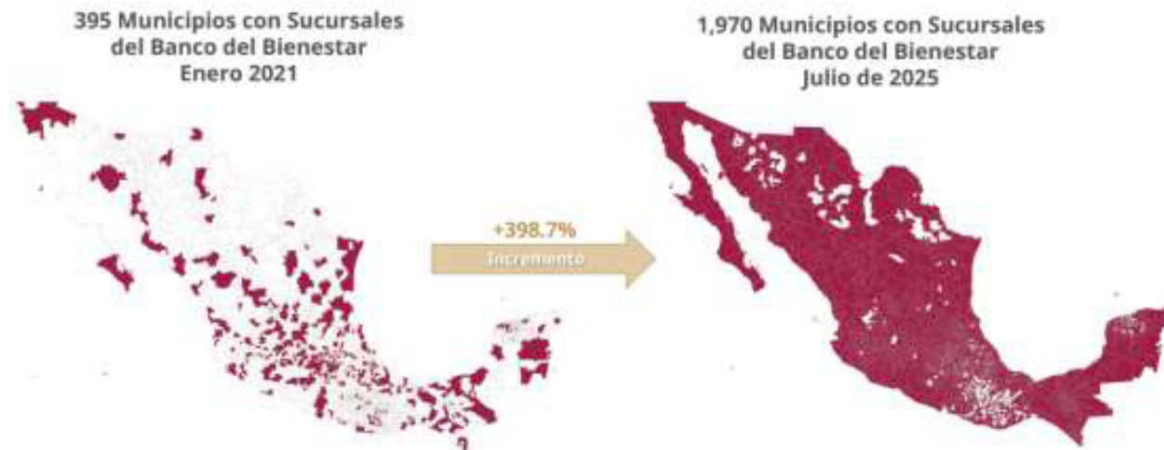 395 Municipios con Sucursales
del Banco del Bienestar
Enero 2021
1,970 Municipios con Sucursales
del Banco del Bienestar
Julio de 2025
+398.7%
Incremento